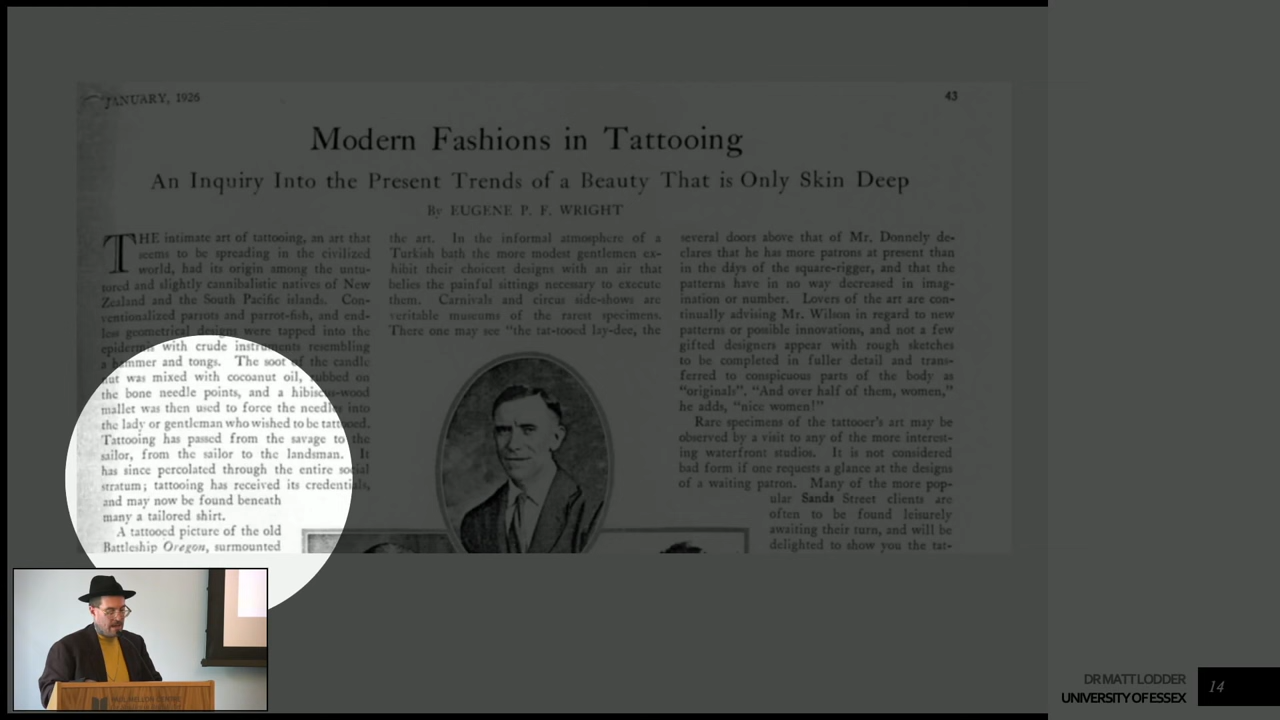 JANUARY, 1926
43
Modern Fashions in Tattooing
An Inquiry Into the Present Trends of a Beauty That is Only Skin Deep
By EUGENE P. F. WRIGHT
THE intimate art of tattooing, an art that
seems to be spreading in the civilized
world, had its origin among the untu-
tored and slightly cannibalistic natives of New
Zealand and the South Pacific islands. Con-
ventionalized parrots and parrot-fish, and end-
less geometrical designs were tapped into the
epidermis with crude instruments resembling
a hammer and tongs. The soot of the candle
nut was mixed with cocoanut oil, rubbed on
the bone needle points, and a hibiscus-wood
mallet was then used to force the needles into
the lady or gentleman who wished to be tattooed.
Tattooing has passed from the savage to the
sailor, from the sailor to the landsman. It
has since percolated through the entire social
stratum; tattooing has received its credentials,
and may now be found beneath
many a tailored shirt.
A tattooed picture of the old
Battleship Oregon, surmounted
the art. In the informal atmosphere of a
Turkish bath the more modest gentlemen ex-
hibit their choicest designs with an air that
belies the painful sittings necessary to execute
them. Carnivals and circus side-shows are
veritable museums of the rarest specimens.
There one may see "the tat-tooed lay-dee, the
several doors above that of Mr. Donnely de-
clares that he has more patrons at present than
in the days of the square-rigger, and that the
patterns have in no way decreased in imag-
ination or number. Lovers of the art are con-
tinually advising Mr. Wilson in regard to new
patterns or possible innovations, and not a few
gifted designers appear with rough sketches
to be completed in fuller detail and trans-
ferred to conspicuous parts of the body as
"originals". "And over half of them, women,"
he adds, "nice women!"
Rare specimens of the tattooer's art may be
observed by a visit to any of the more interest-
ing waterfront studios. It is not considered
bad form if one requests a glance at the designs
of a waiting patron. Many of the more pop-
ular Sands Street clients are
often to be found leisurely
awaiting their turn, and will be
delighted to show you the tat-
DR MATT LODDER
UNIVERSITY OF ESSEX
14